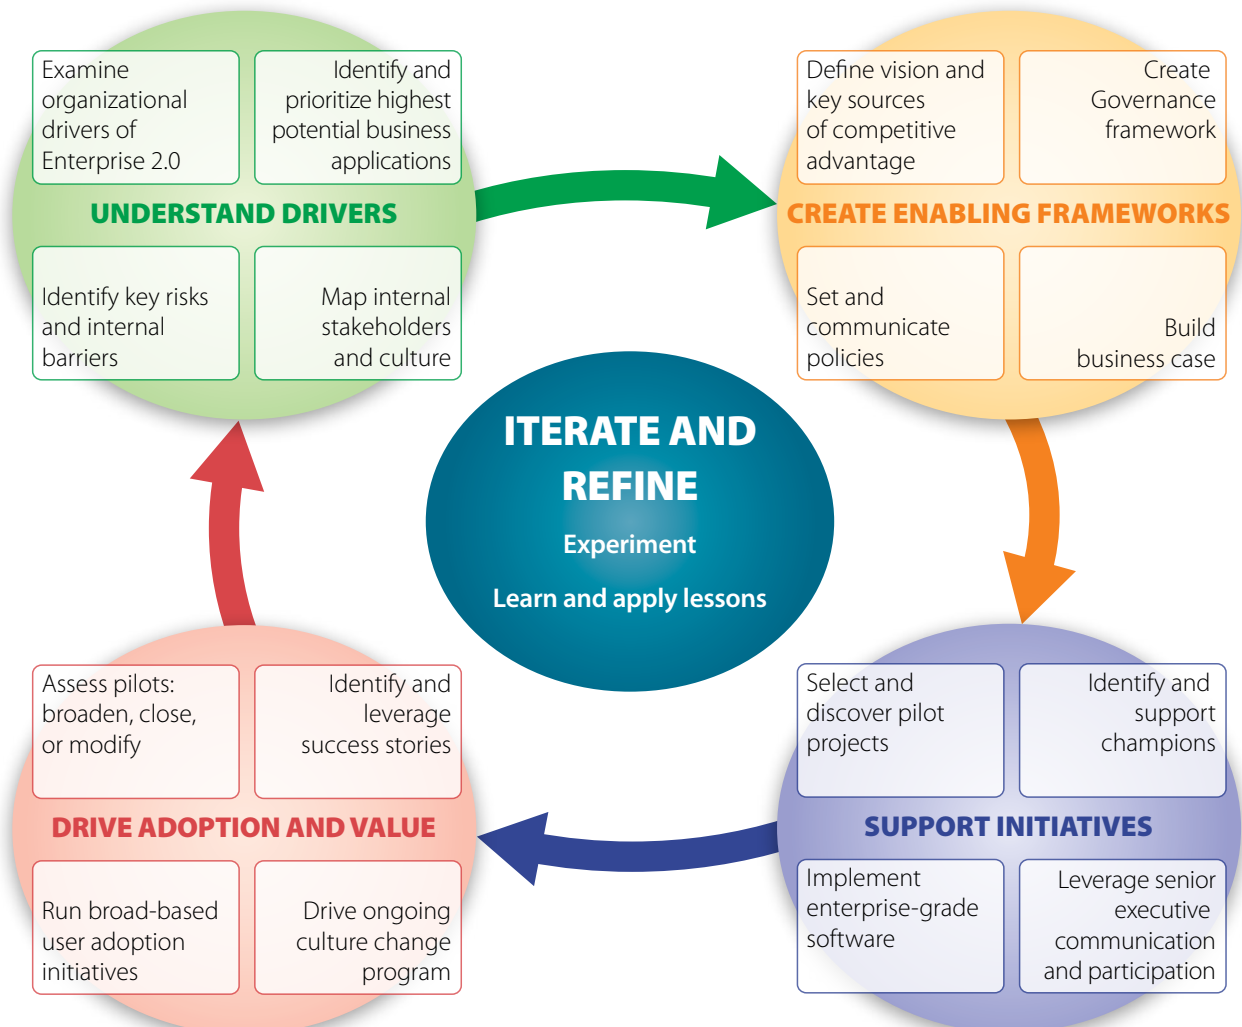 Examine
organizational
drivers of
Enterprise 2.0
Identify and
prioritize highest
potential business
applications
UNDERSTAND DRIVERS
Identify key risks
and internal
barriers
Map internal
stakeholders
and culture
Define vision and
key sources
of competitive
advantage
Create
Governance
framework
CREATE ENABLING FRAMEWORKS
Set and
communicate
policies
Build
business case
ITERATE AND
REFINE
Experiment
Learn and apply lessons
Assess pilots:
broaden, close,
or modify
Identify and
leverage
success stories
DRIVE ADOPTION AND VALUE
Run broad-based
user adoption
initiatives
Drive ongoing
culture change
program
Select and
discover pilot
projects
Identify and
support
champions
SUPPORT INITIATIVES
Implement
enterprise-grade
software
Leverage senior
executive
communication
and participation